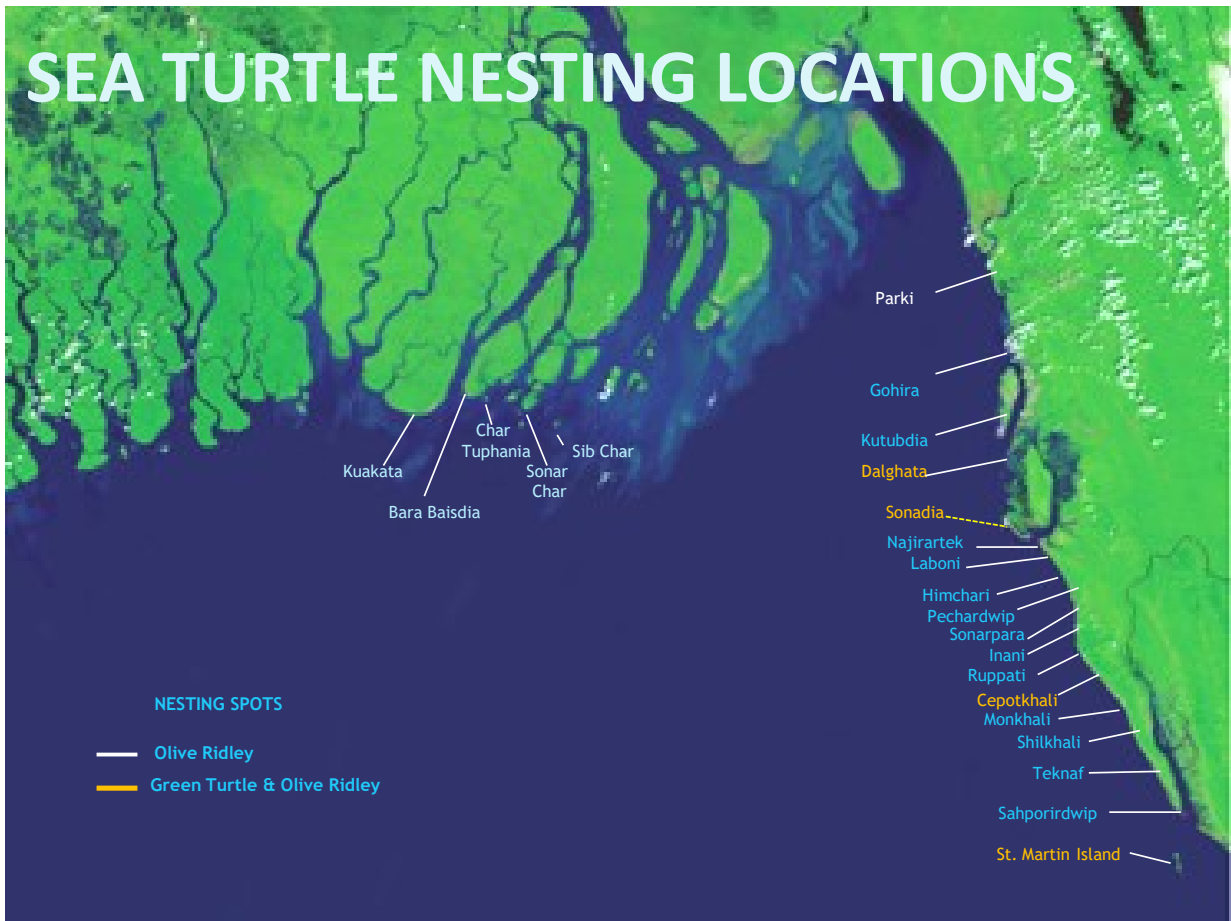 SEA TURTLE NESTING LOCATIONS
Parki
Gohira
Kutubdia
Dalghata
Sonadia
Najirartek
Laboni
Himchari
Pechardwip
Sonarpara
Inani
Ruppati
Cepotkhali
Monkhali
Shilkhali
Teknaf
Sahporirdwip
St. Martin Island
Kuakata
Bara Baisdia
Char
Tuphania
Sonar
Char
Sib Char
NESTING SPOTS
Olive Ridley
Green Turtle & Olive Ridley